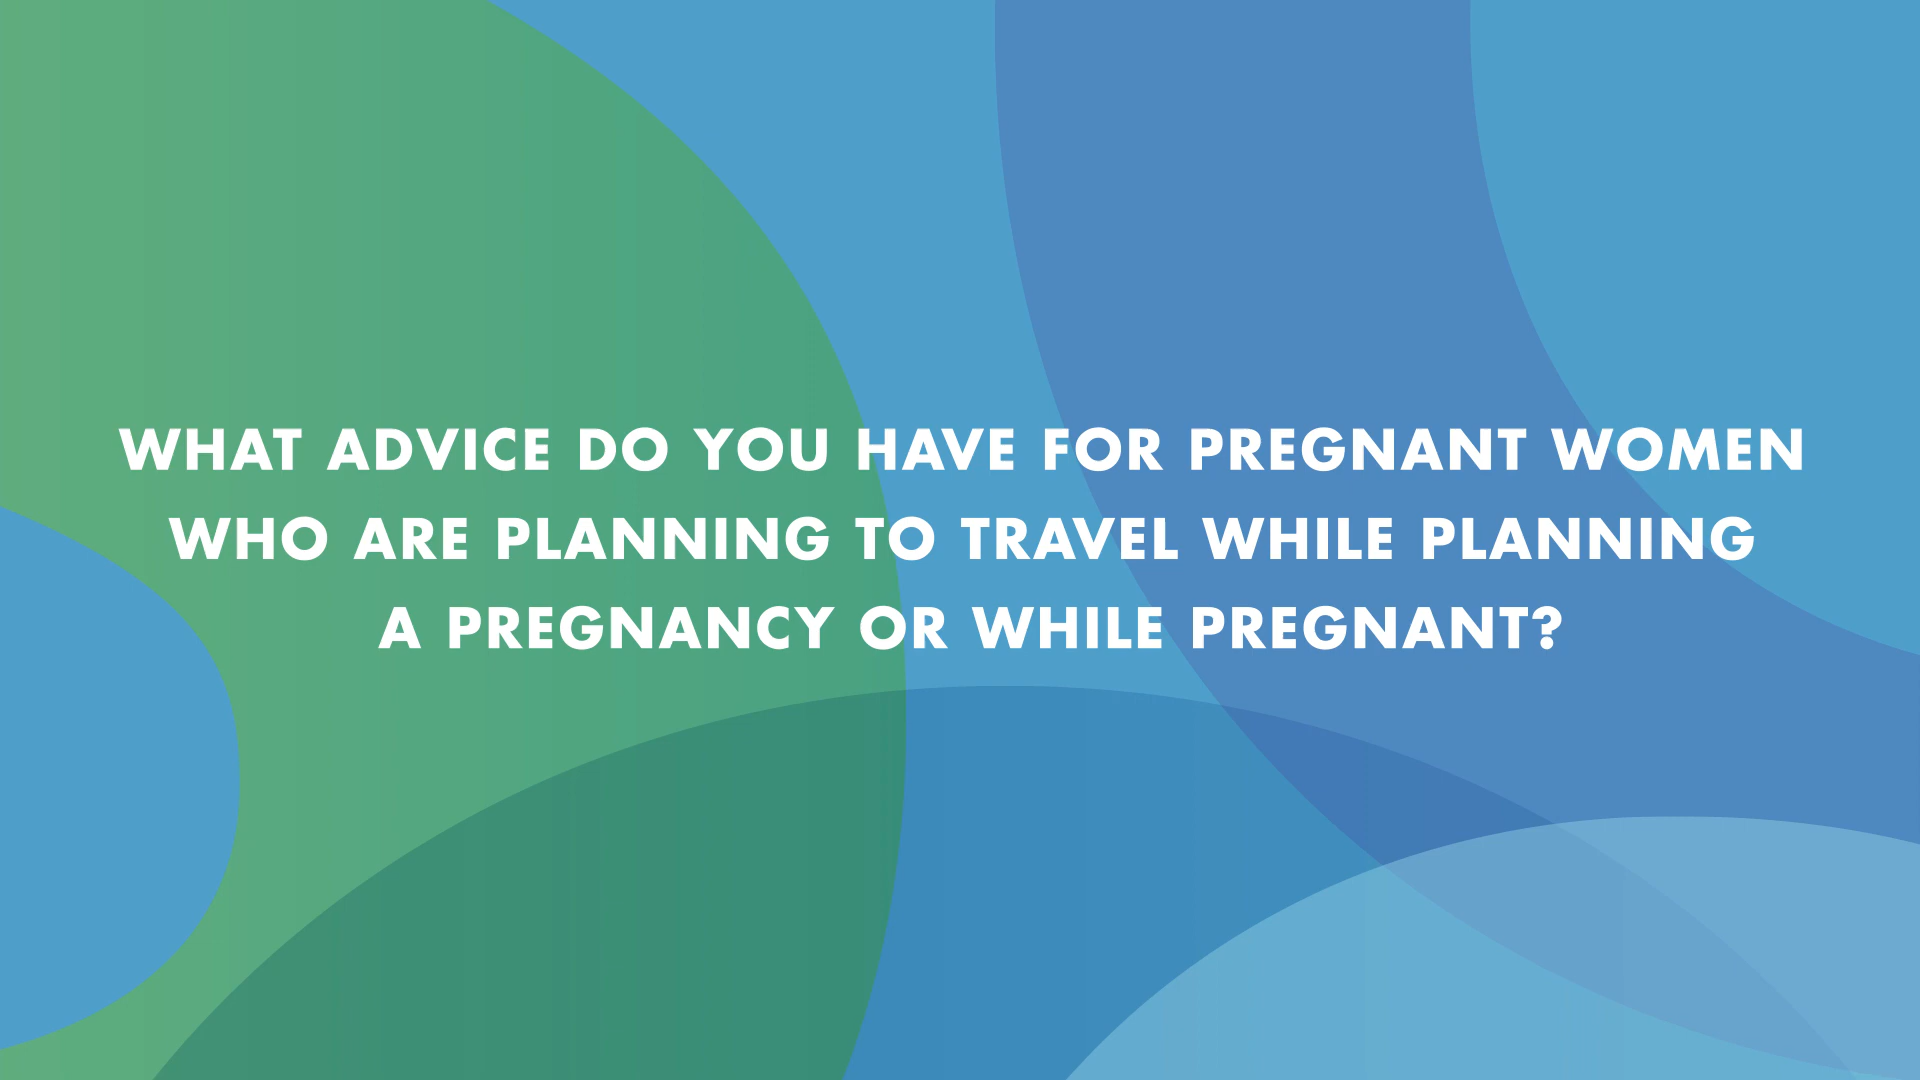 WHAT ADVICE DO YOU HAVE FOR PREGNANT WOMEN
WHO ARE PLANNING TO TRAVEL WHILE PLANNING
A PREGNANCY OR WHILE PREGNANT?